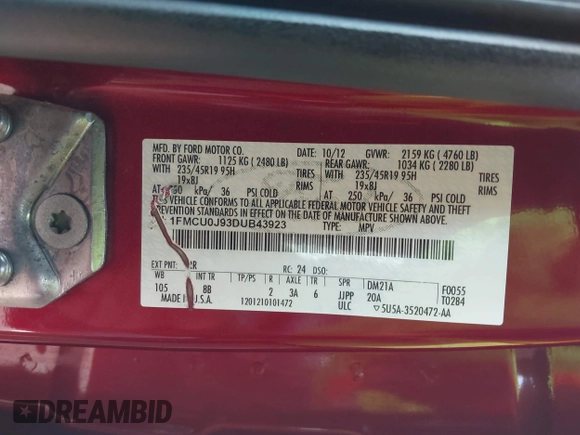 MFD. BY FORD MOTOR CO. 10/12 GVWR: 2159 KG ( 4760 LB)
FRONT GAWR: 1125 KG ( 2480 LB) REAR GAWR: 1034 KG ( 2280 LB)
WITH 235/45R19 95H TIRES WITH 235/45R19 95H TIRES
19x8J RIMS 19x8J RIMS
AT 250 kPa/ 36 PSI COLD AT 250 kPa/ 36 PSI COLD
THIS VEHICLE CONFORMS TO ALL APPLICABLE FEDERAL MOTOR VEHICLE SAFETY AND THEFT
PREVENTION STANDARDS IN EFFECT ON THE DATE OF MANUFACTURE SHOWN ABOVE.
VIN: 1FMCU0J93DUB43923 TYPE: MPV
EXT PNT: RR RC: 24 DSO:
WB INT TR TP/PS R AXLE TR SPR DM21A F0055
105 8B 2 3A 6 JJPP 20A T0284
MADE IN U.S.A. 1201210101472 ULC ▽5U5A-3520472-AA
DREAMBID